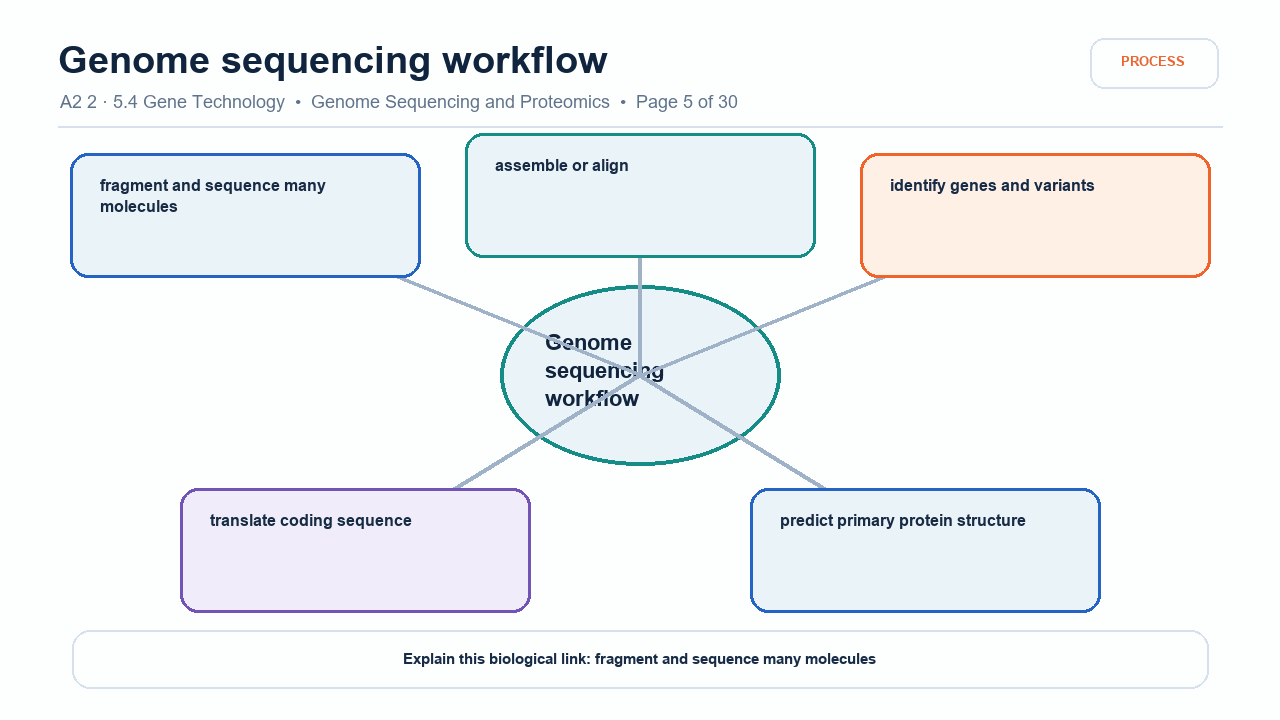 Genome sequencing workflow
PROCESS
A2 2 · 5.4 Gene Technology • Genome Sequencing and Proteomics • Page 5 of 30
fragment and sequence many
molecules
assemble or align
identify genes and variants
Genome
sequencing
workflow
translate coding sequence
predict primary protein structure
Explain this biological link: fragment and sequence many molecules